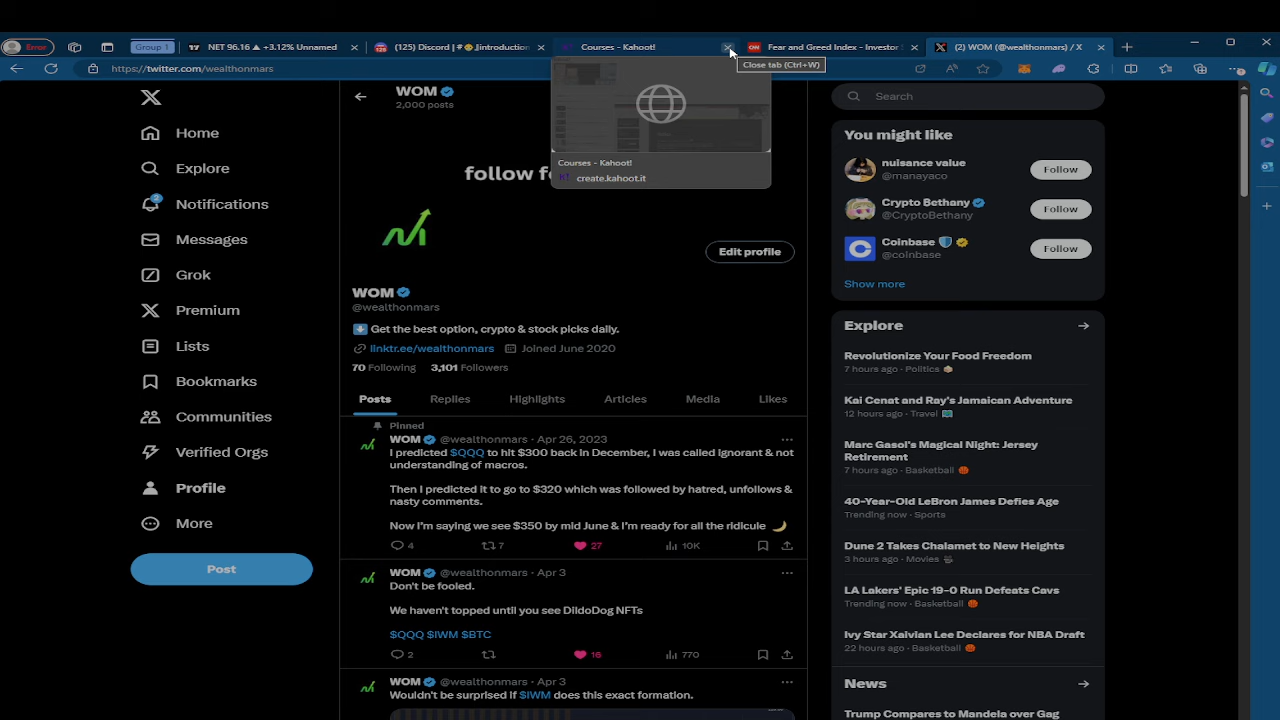 Error
Group 1
NET 96.16 ▲ +3.12% Unnamed
(125) Discord | # 😊 | introduction
Courses - Kahoot!
Fear and Greed Index - Investor S
(2) WOM (@wealthonmars) / X
Close tab (Ctrl+W)
https://twitter.com/wealthonmars
Courses - Kahoot!
create.kahoot.it
Home
Explore
2
Notifications
Messages
Grok
Premium
Lists
Bookmarks
Communities
Verified Orgs
Profile
More
Post
WOM
2,000 posts
follow f
Edit profile
WOM
@wealthonmars
Get the best option, crypto & stock picks daily.
linktr.ee/wealthonmars Joined June 2020
70 Following 3,101 Followers
Posts Replies Highlights Articles Media Likes
Pinned
WOM @wealthonmars · Apr 26, 2023
I predicted $QQQ to hit $300 back in December, I was called ignorant & not
understanding of macros.
Then I predicted it to go to $320 which was followed by hatred, unfollows &
nasty comments.
Now I'm saying we see $350 by mid June & I'm ready for all the ridicule 🌙
4 7 27 10K
WOM @wealthonmars · Apr 3
Don't be fooled.
We haven't topped until you see DildoDog NFTs
$QQQ $IWM $BTC
2 16 770
WOM @wealthonmars · Apr 3
Wouldn't be surprised if $IWM does this exact formation.
Search
You might like
nuisance value
@manayaco
Follow
Crypto Bethany
@CryptoBethany
Follow
Coinbase
@coinbase
Follow
Show more
Explore
Revolutionize Your Food Freedom
7 hours ago · Politics
Kai Cenat and Ray's Jamaican Adventure
12 hours ago · Travel
Marc Gasol's Magical Night: Jersey
Retirement
7 hours ago · Basketball 🏀
40-Year-Old LeBron James Defies Age
Trending now · Sports
Dune 2 Takes Chalamet to New Heights
3 hours ago · Movies
LA Lakers' Epic 19-0 Run Defeats Cavs
Trending now · Basketball 🏀
Ivy Star Xaivian Lee Declares for NBA Draft
22 hours ago · Basketball 🏀
News
Trump Compares to Mandela over Gag